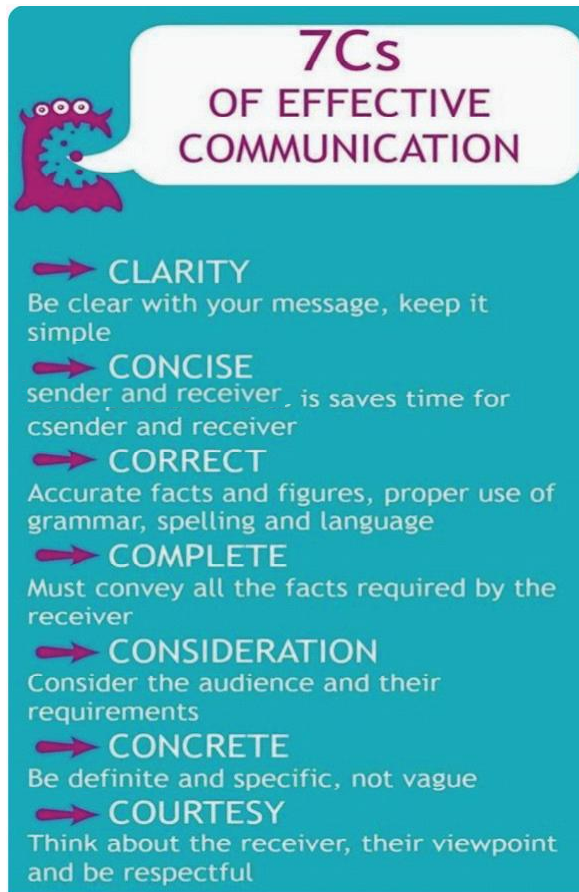 7Cs
OF EFFECTIVE
COMMUNICATION
CLARITY
Be clear with your message, keep it
simple
CONCISE
sender and receiver, is saves time for
csender and receiver
CORRECT
Accurate facts and figures, proper use of
grammar, spelling and language
COMPLETE
Must convey all the facts required by the
receiver
CONSIDERATION
Consider the audience and their
requirements
CONCRETE
Be definite and specific, not vague
COURTESY
Think about the receiver, their viewpoint
and be respectful